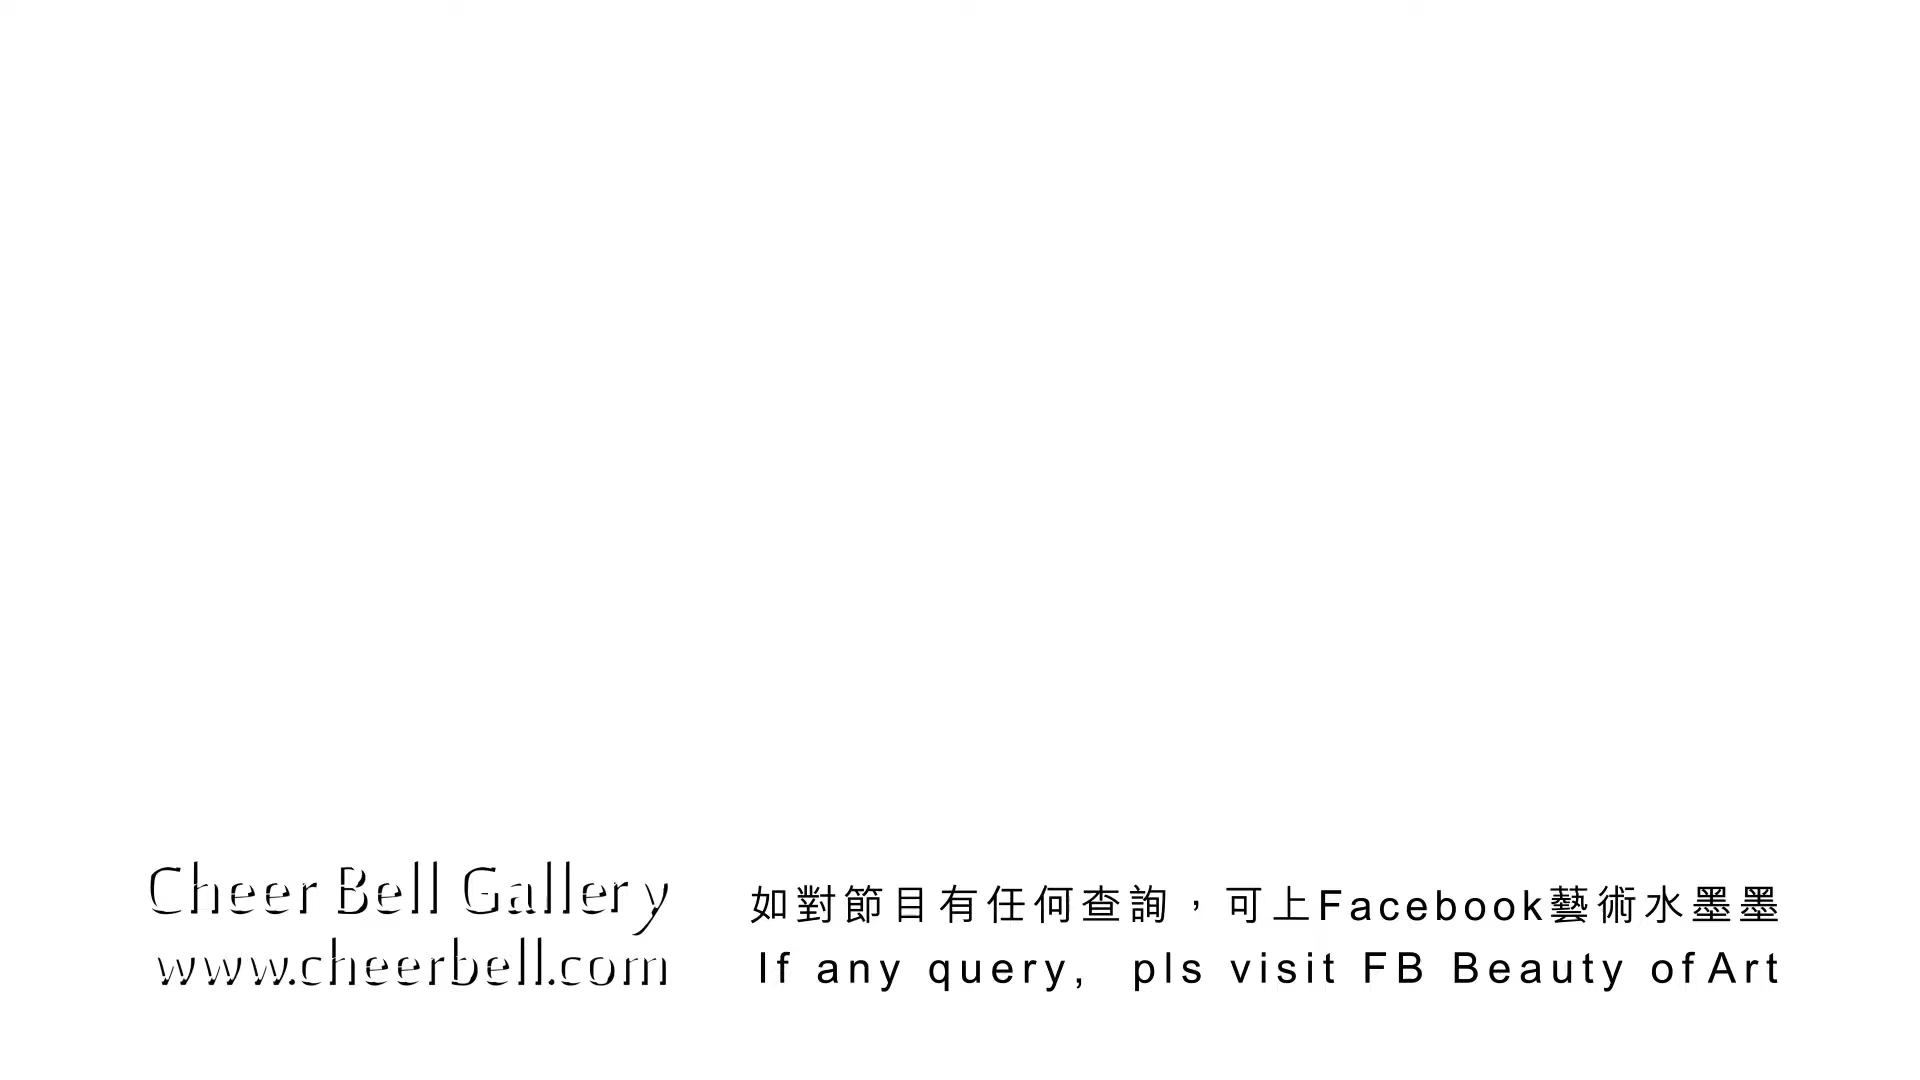 Cheer Bell Gallery
www.cheerbell.com
如對節目有任何查詢，可上Facebook藝術水墨墨
If any query, pls visit FB Beauty of Art